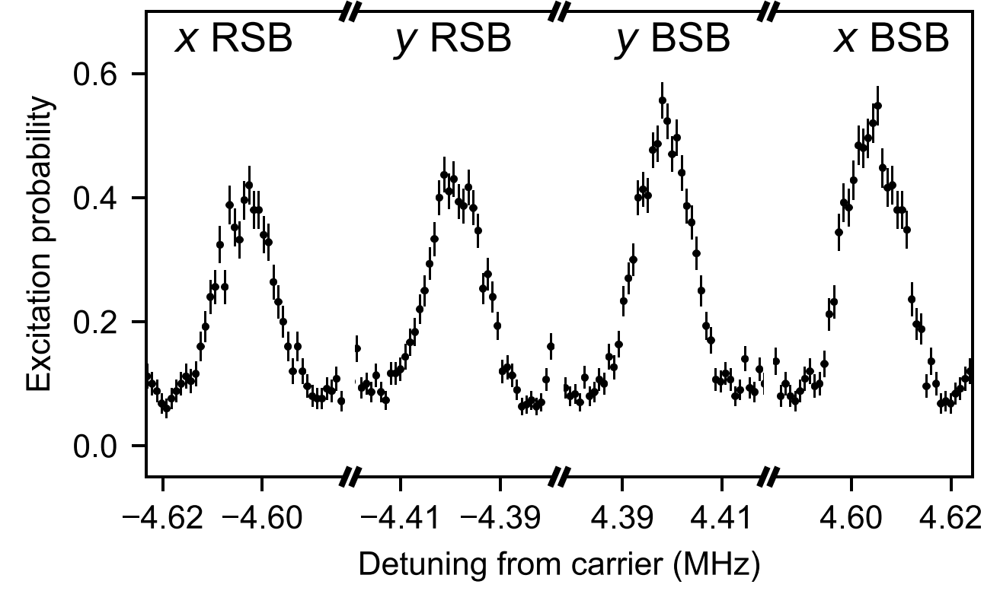 x RSB y RSB y BSB x BSB
Excitation probability
0.6
0.4
0.2
0.0
−4.62 −4.60 −4.41 −4.39 4.39 4.41 4.60 4.62
Detuning from carrier (MHz)